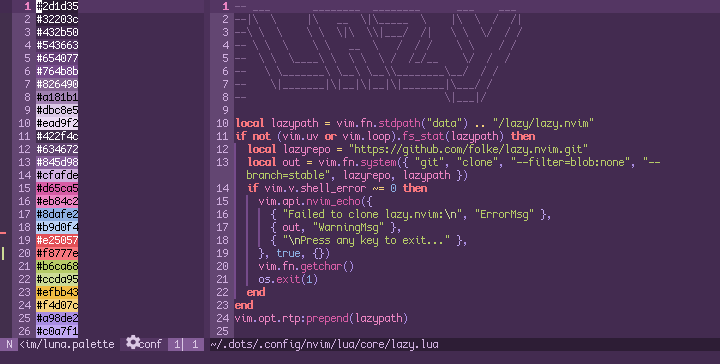 1 #2d1d35
2 #32203c
3 #432b50
4 #543663
5 #654077
6 #764b8b
7 #826490
8 #a181b1
9 #dbc8e5
10 #ead9f2
11 #422f4c
12 #634672
13 #845d98
14 #cfafde
15 #d65ca5
16 #eb84c2
17 #8dafe2
18 #b9d0f4
19 #e25057
20 #f8777e
21 #b6ca68
22 #ccda95
23 #efbb43
24 #f4d07c
25 #a98de2
26 #c0a7f1
N <im/luna.palette conf 1| 1
1 -- ___       ________  ________      ___    ___
2 --|\  \     |\   __  \|\_____  \    |\  \  /  /|
3 --\ \  \    \ \  \|\  \\|___/  /|   \ \  \/  / /
4 -- \ \  \    \ \   __  \   /  / /    \ \    / /
5 --  \ \  \____\ \  \ \  \ /  /_/__    \/  / /
6 --   \ \_______\ \__\ \__\\________\__/  / /
7 --    \|_______|\|__|\|__|\|_______|\___/ /
8 --                                 \|___|/
9
10 local lazypath = vim.fn.stdpath("data") .. "/lazy/lazy.nvim"
11 if not (vim.uv or vim.loop).fs_stat(lazypath) then
12   local lazyrepo = "https://github.com/folke/lazy.nvim.git"
13   local out = vim.fn.system({ "git", "clone", "--filter=blob:none", "--
branch=stable", lazyrepo, lazypath })
14   if vim.v.shell_error ~= 0 then
15     vim.api.nvim_echo({
16       { "Failed to clone lazy.nvim:\n", "ErrorMsg" },
17       { out, "WarningMsg" },
18       { "\nPress any key to exit..." },
19     }, true, {})
20     vim.fn.getchar()
21     os.exit(1)
22   end
23 end
24 vim.opt.rtp:prepend(lazypath)
25
~/.dots/.config/nvim/lua/core/lazy.lua